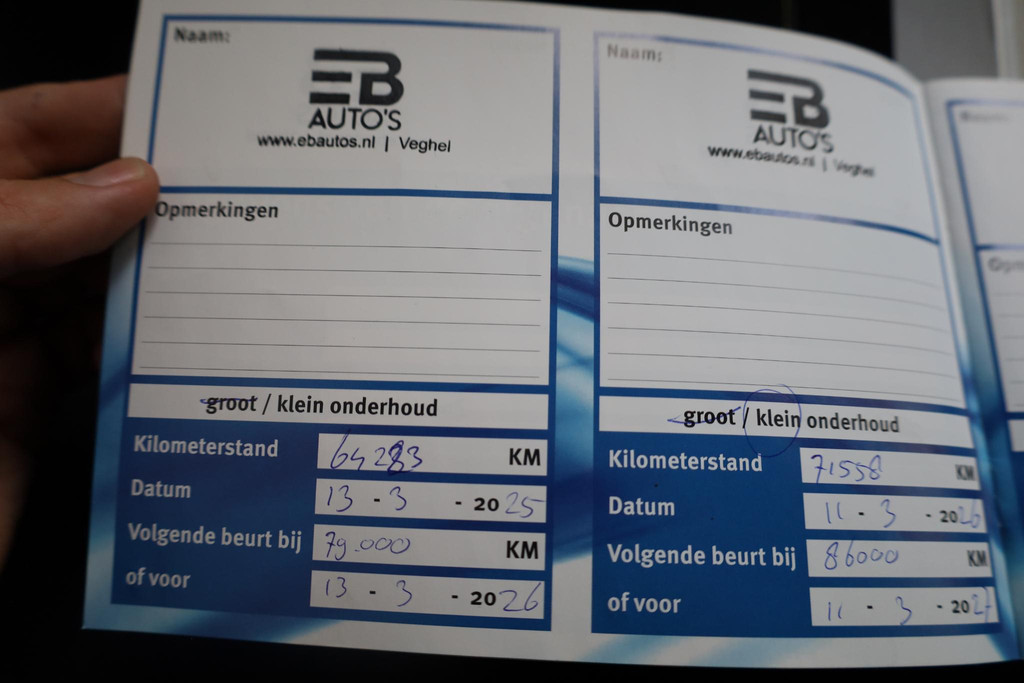 Naam:
EB
AUTO'S
www.ebautos.nl | Veghel
Opmerkingen
groot / klein onderhoud
Kilometerstand 64283 KM
Datum 13 - 3 - 2025
Volgende beurt bij 79.000 KM
of voor 13 - 3 - 2026
Naam:
EB
AUTO'S
www.ebautos.nl | Veghel
Opmerkingen
groot / klein onderhoud
Kilometerstand 71558 KM
Datum 11 - 3 - 2026
Volgende beurt bij 86000 KM
of voor 11 - 3 - 2027